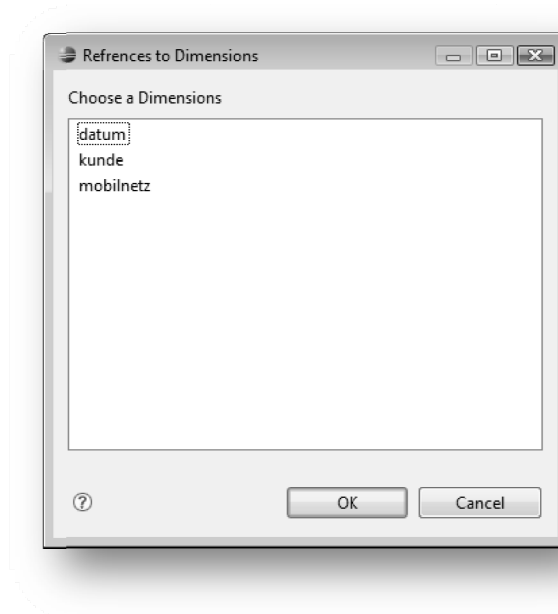 Refrences to Dimensions
Choose a Dimensions
datum
kunde
mobilnetz
?
OK
Cancel